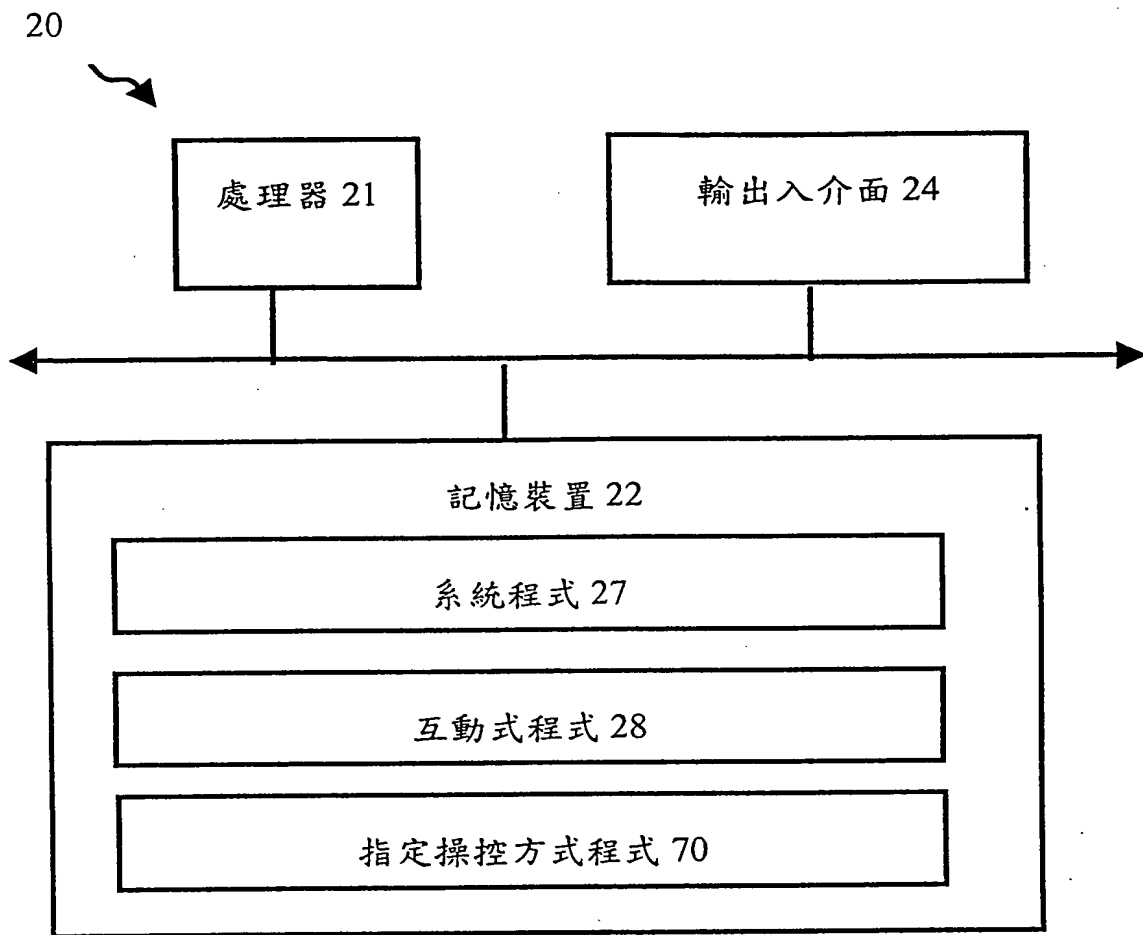 20
處理器 21
輸出入介面 24
記憶裝置 22
系統程式 27
互動式程式 28
指定操控方式程式 70